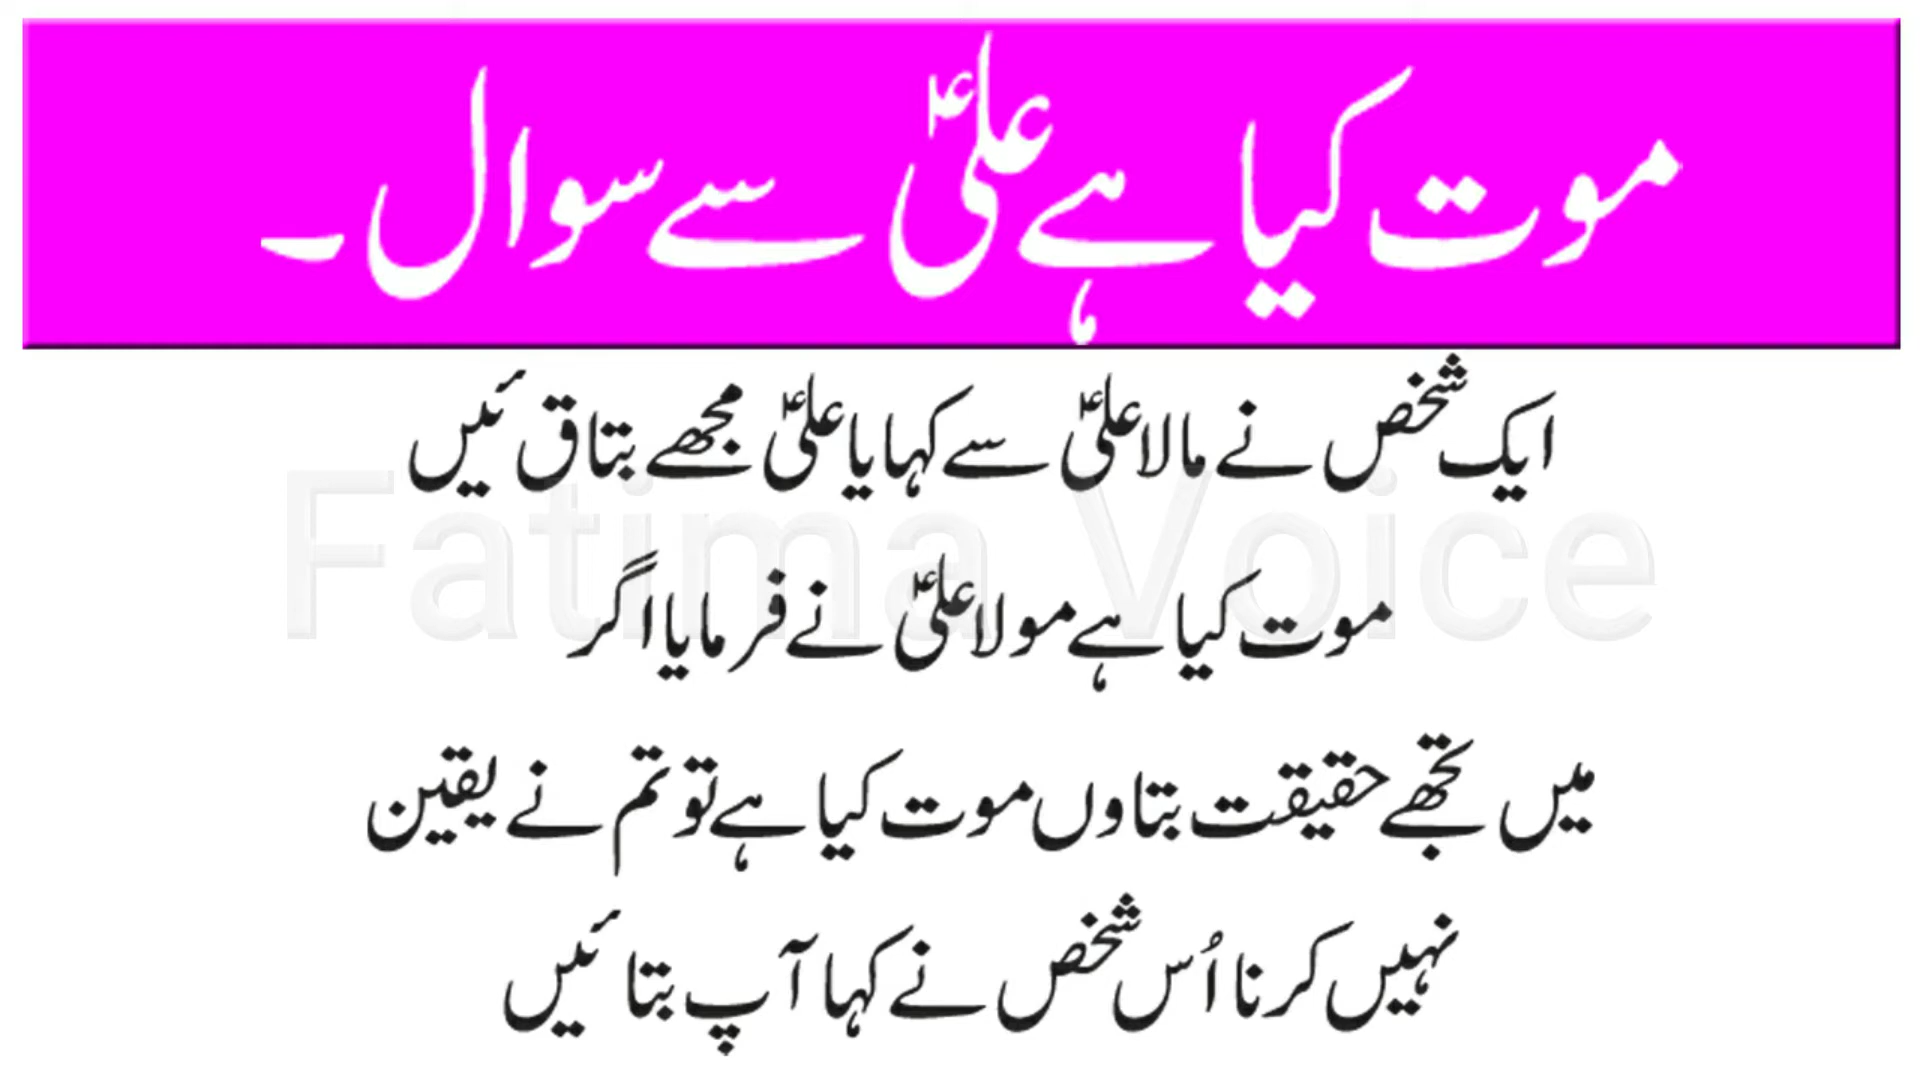 موت کیا ہے علیؑ سے سوال۔
ایک شخص نے مالا علیؑ سے کہا یا علیؑ مجھے بتاق ئیں
موت کیا ہے مولا علیؑ نے فرمایا اگر
میں تجھے حقیقت بتاوں موت کیا ہے تو تم نے یقین
نہیں کرنا اُس شخص نے کہا آپ بتائیں
Fatima Voice